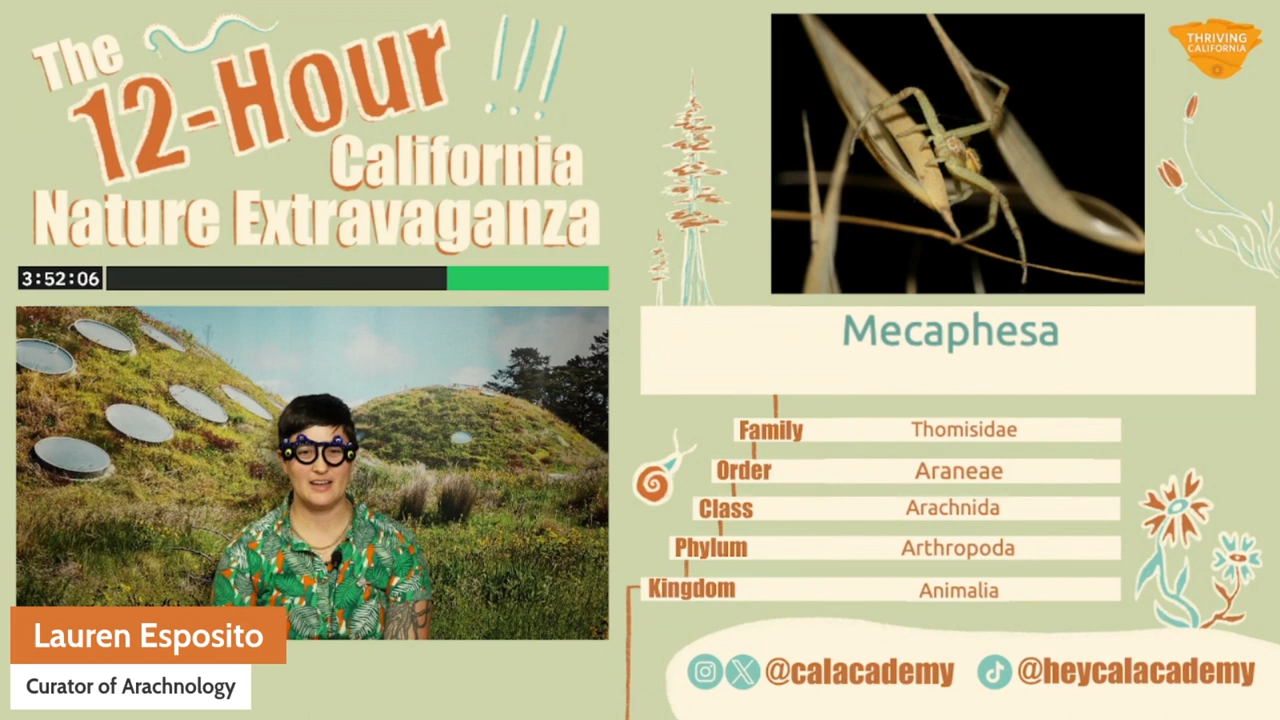 The
12-Hour !!!
California
Nature Extravaganza
THRIVING
CALIFORNIA
3:52:06
Mecaphesa
Family Thomisidae
Order Araneae
Class Arachnida
Phylum Arthropoda
Kingdom Animalia
Lauren Esposito
Curator of Arachnology
@calacademy @heycalacademy